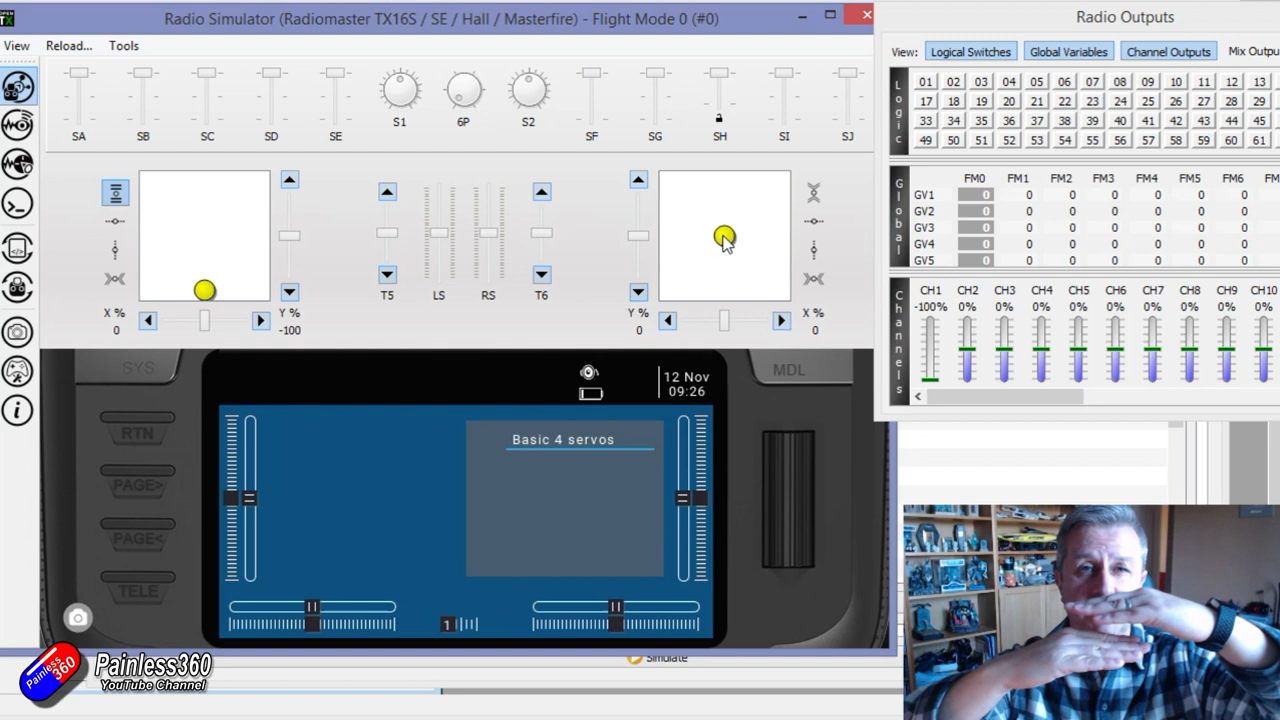 OPEN TX
Radio Simulator (Radiomaster TX16S / SE / Hall / Masterfire) - Flight Mode 0 (#0)
View Reload... Tools
SA SB SC SD SE S1 6P S2 SF SG SH SI SJ
T5 LS RS T6
X % 0
Y % -100
Y % 0
X % 0
SYS
MDL
12 Nov
09:26
RTN
PAGE>
PAGE<
TELE
Basic 4 servos
1
Radio Outputs
View: Logical Switches Global Variables Channel Outputs Mix Outpu
Logic
01 02 03 04 05 06 07 08 09 10 11 12 13
17 18 19 20 21 22 23 24 25 26 27 28 29
33 34 35 36 37 38 39 40 41 42 43 44 45
49 50 51 52 53 54 55 56 57 58 59 60 61
Global
FM0 FM1 FM2 FM3 FM4 FM5 FM6
GV1 0 0 0 0 0 0 0
GV2 0 0 0 0 0 0 0
GV3 0 0 0 0 0 0 0
GV4 0 0 0 0 0 0 0
GV5 0 0 0 0 0 0 0
Channels
CH1 CH2 CH3 CH4 CH5 CH6 CH7 CH8 CH9 CH10
-100% 0% 0% 0% 0% 0% 0% 0% 0% 0%
Simulate
Painless 360
Painless360
YouTube Channel